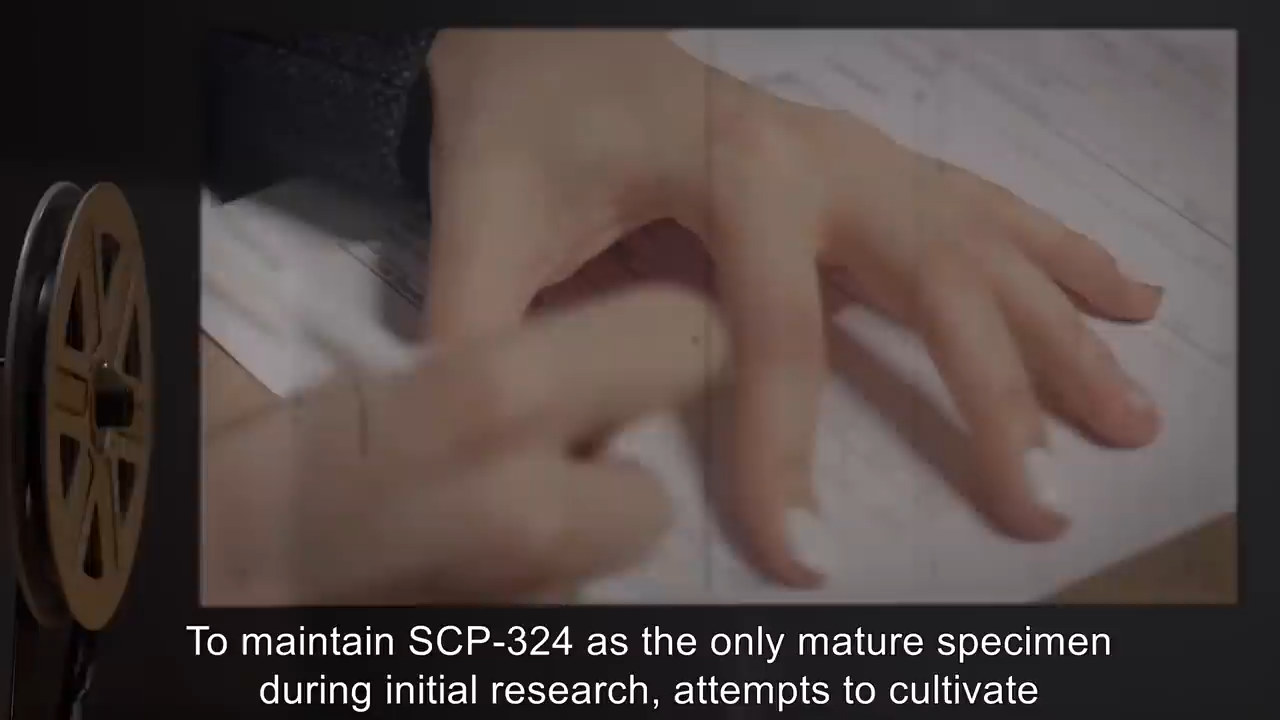 To maintain SCP-324 as the only mature specimen
during initial research, attempts to cultivate